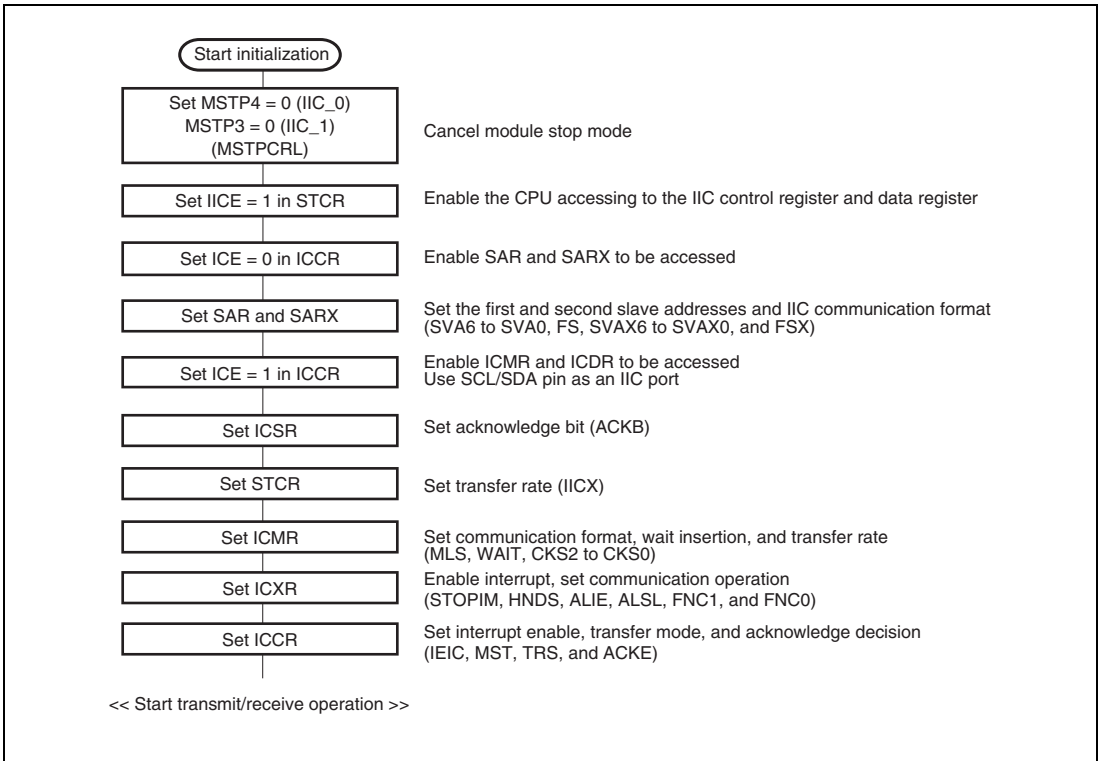 Start initialization
Set MSTP4 = 0 (IIC_0)
MSTP3 = 0 (IIC_1)
(MSTPCRL)
Cancel module stop mode
Set IICE = 1 in STCR
Enable the CPU accessing to the IIC control register and data register
Set ICE = 0 in ICCR
Enable SAR and SARX to be accessed
Set SAR and SARX
Set the first and second slave addresses and IIC communication format
(SVA6 to SVA0, FS, SVAX6 to SVAX0, and FSX)
Set ICE = 1 in ICCR
Enable ICMR and ICDR to be accessed
Use SCL/SDA pin as an IIC port
Set ICSR
Set acknowledge bit (ACKB)
Set STCR
Set transfer rate (IICX)
Set ICMR
Set communication format, wait insertion, and transfer rate
(MLS, WAIT, CKS2 to CKS0)
Set ICXR
Enable interrupt, set communication operation
(STOPIM, HNDS, ALIE, ALSL, FNC1, and FNC0)
Set ICCR
Set interrupt enable, transfer mode, and acknowledge decision
(IEIC, MST, TRS, and ACKE)
<< Start transmit/receive operation >>